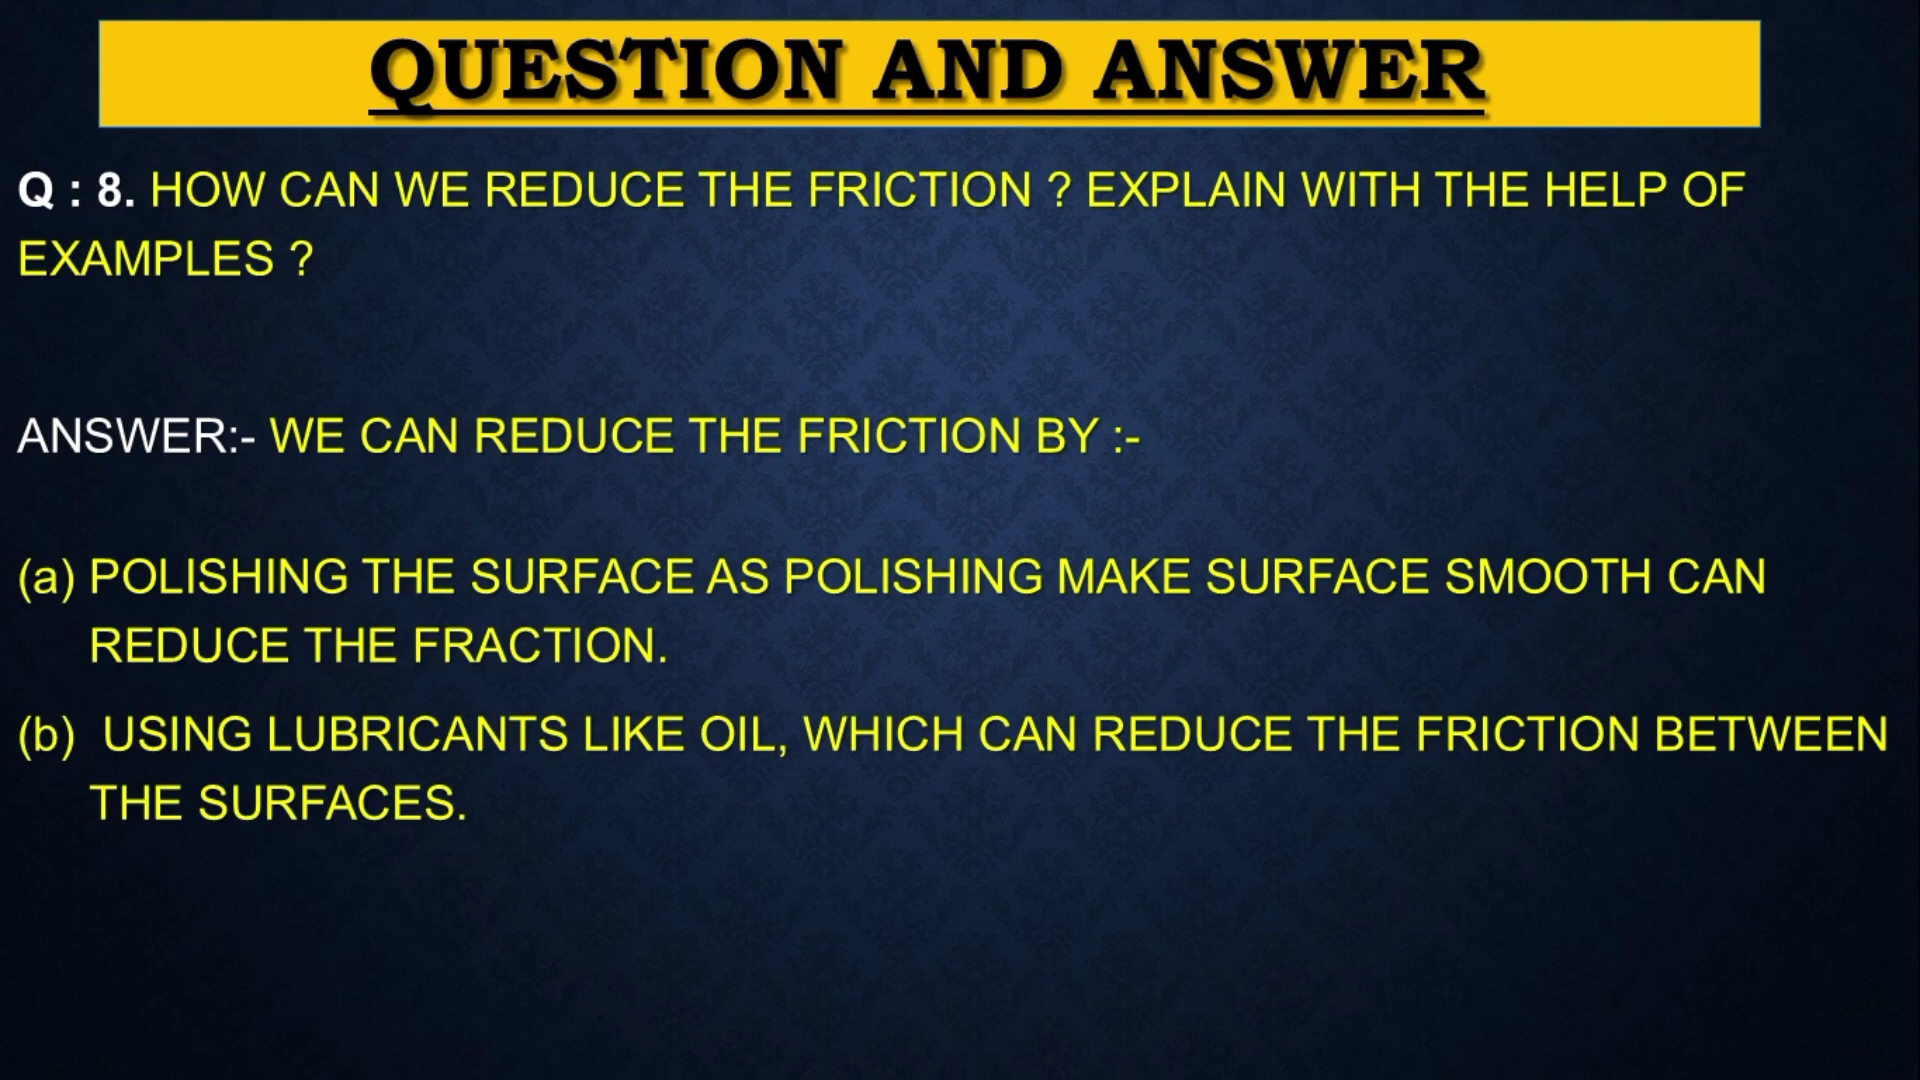 QUESTION AND ANSWER
Q : 8. HOW CAN WE REDUCE THE FRICTION ? EXPLAIN WITH THE HELP OF
EXAMPLES ?
ANSWER:- WE CAN REDUCE THE FRICTION BY :-
(a) POLISHING THE SURFACE AS POLISHING MAKE SURFACE SMOOTH CAN
REDUCE THE FRACTION.
(b) USING LUBRICANTS LIKE OIL, WHICH CAN REDUCE THE FRICTION BETWEEN
THE SURFACES.